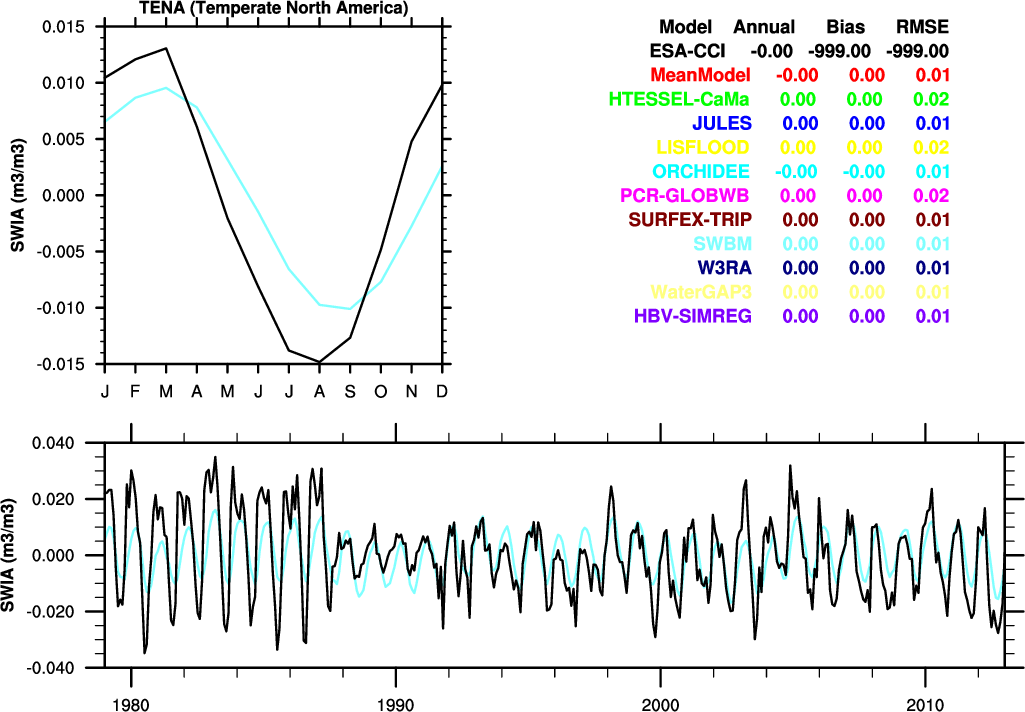 TENA (Temperate North America)
0.015
0.010
0.005
0.000
-0.005
-0.010
-0.015
SWIA (m3/m3)
J F M A M J J A S O N D
Model Annual Bias RMSE
ESA-CCI -0.00 -999.00 -999.00
MeanModel -0.00 0.00 0.01
HTESSEL-CaMa 0.00 0.00 0.02
JULES 0.00 0.00 0.01
LISFLOOD 0.00 0.00 0.02
ORCHIDEE -0.00 -0.00 0.01
PCR-GLOBWB 0.00 0.00 0.02
SURFEX-TRIP 0.00 0.00 0.01
SWBM 0.00 0.00 0.01
W3RA 0.00 0.00 0.01
WaterGAP3 0.00 0.00 0.01
HBV-SIMREG 0.00 0.00 0.01
0.040
0.020
0.000
-0.020
-0.040
SWIA (m3/m3)
1980 1990 2000 2010